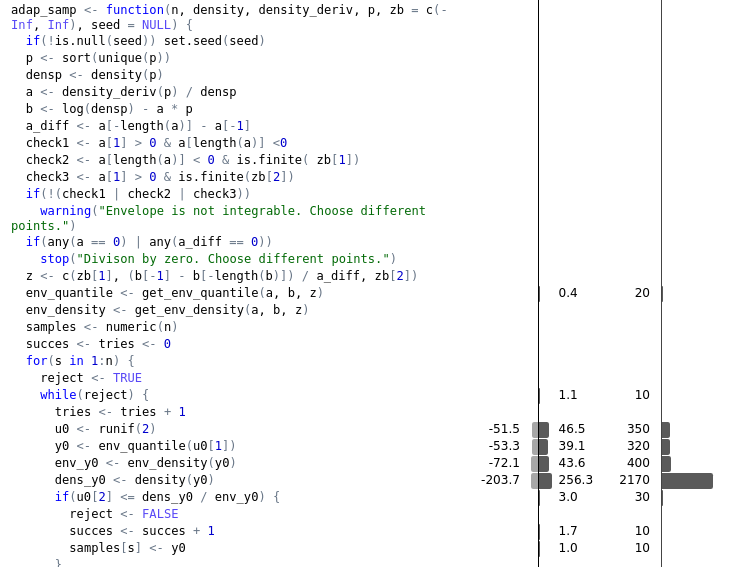 adap_samp <- function(n, density, density_deriv, p, zb = c(-
Inf, Inf), seed = NULL) {
  if(!is.null(seed)) set.seed(seed)
  p <- sort(unique(p))
  densp <- density(p)
  a <- density_deriv(p) / densp
  b <- log(densp) - a * p
  a_diff <- a[-length(a)] - a[-1]
  check1 <- a[1] > 0 & a[length(a)] <0
  check2 <- a[length(a)] < 0 & is.finite( zb[1])
  check3 <- a[1] > 0 & is.finite(zb[2])
  if(!(check1 | check2 | check3))
    warning("Envelope is not integrable. Choose different
points.")
  if(any(a == 0) | any(a_diff == 0))
    stop("Divison by zero. Choose different points.")
  z <- c(zb[1], (b[-1] - b[-length(b)]) / a_diff, zb[2])
  env_quantile <- get_env_quantile(a, b, z) 0.4 20
  env_density <- get_env_density(a, b, z)
  samples <- numeric(n)
  succes <- tries <- 0
  for(s in 1:n) {
    reject <- TRUE
    while(reject) { 1.1 10
      tries <- tries + 1
      u0 <- runif(2) -51.5 46.5 350
      y0 <- env_quantile(u0[1]) -53.3 39.1 320
      env_y0 <- env_density(y0) -72.1 43.6 400
      dens_y0 <- density(y0) -203.7 256.3 2170
      if(u0[2] <= dens_y0 / env_y0) { 3.0 30
        reject <- FALSE
        succes <- succes + 1 1.7 10
        samples[s] <- y0 1.0 10
      }